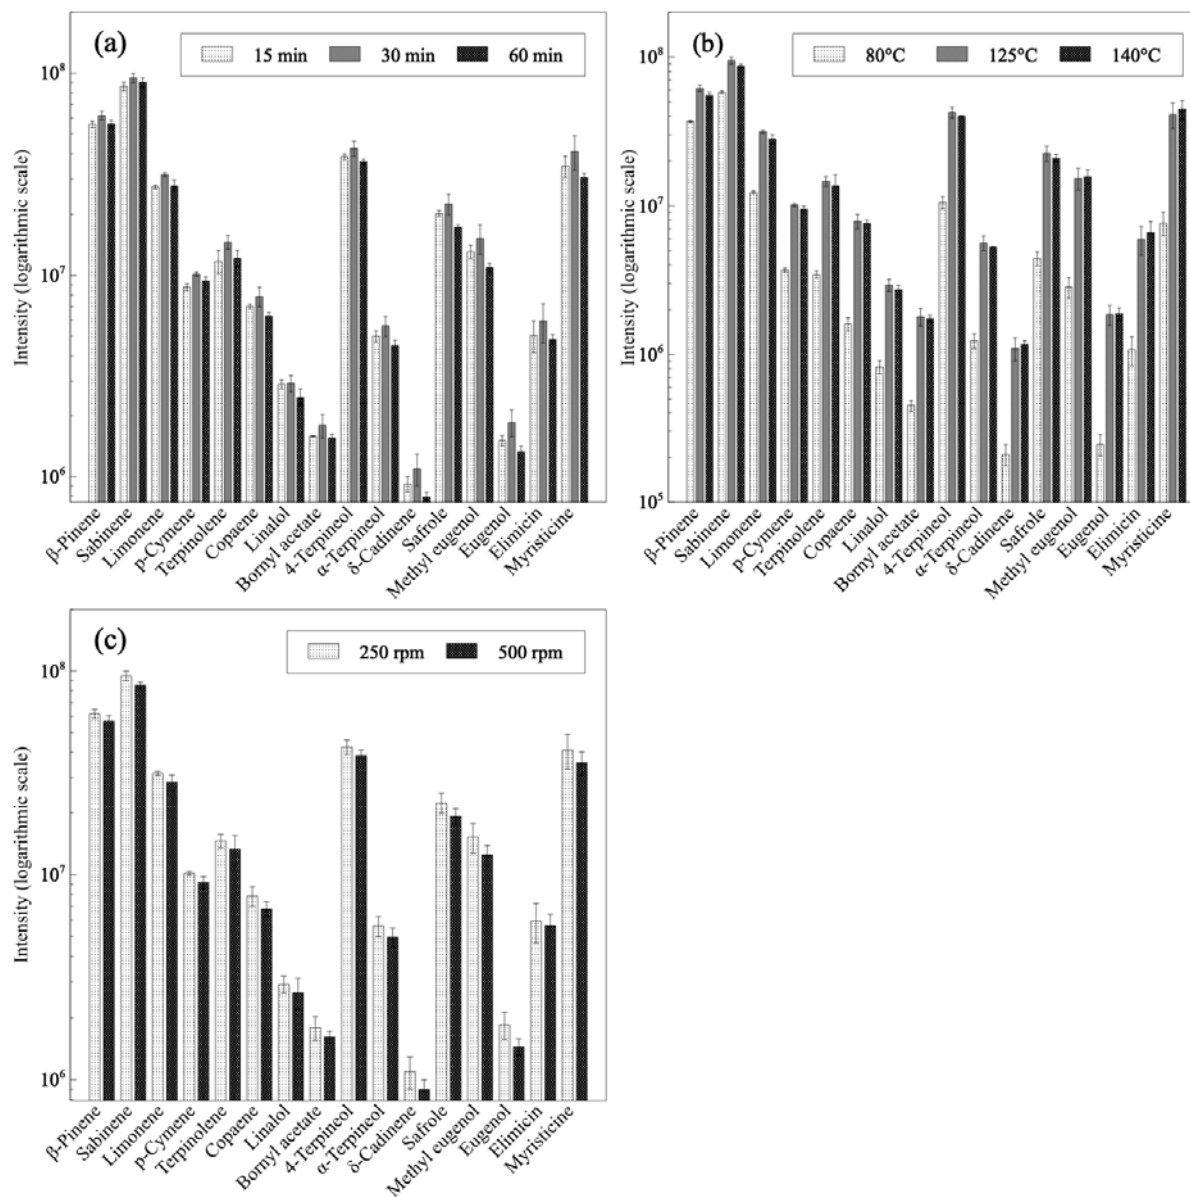 (a)
15 min 30 min 60 min
10⁸
10⁷
10⁶
Intensity (logarithmic scale)
β-Pinene
Sabinene
Limonene
p-Cymene
Terpinolene
Copaene
Linalol
Bornyl acetate
4-Terpineol
α-Terpineol
δ-Cadinene
Safrole
Methyl eugenol
Eugenol
Elimicin
Myristicine
(b)
80ºC 125ºC 140ºC
10⁸
10⁷
10⁶
10⁵
Intensity (logarithmic scale)
β-Pinene
Sabinene
Limonene
p-Cymene
Terpinolene
Copaene
Linalol
Bornyl acetate
4-Terpineol
α-Terpineol
δ-Cadinene
Safrole
Methyl eugenol
Eugenol
Elimicin
Myristicine
(c)
250 rpm 500 rpm
10⁸
10⁷
10⁶
Intensity (logarithmic scale)
β-Pinene
Sabinene
Limonene
p-Cymene
Terpinolene
Copaene
Linalol
Bornyl acetate
4-Terpineol
α-Terpineol
δ-Cadinene
Safrole
Methyl eugenol
Eugenol
Elimicin
Myristicine